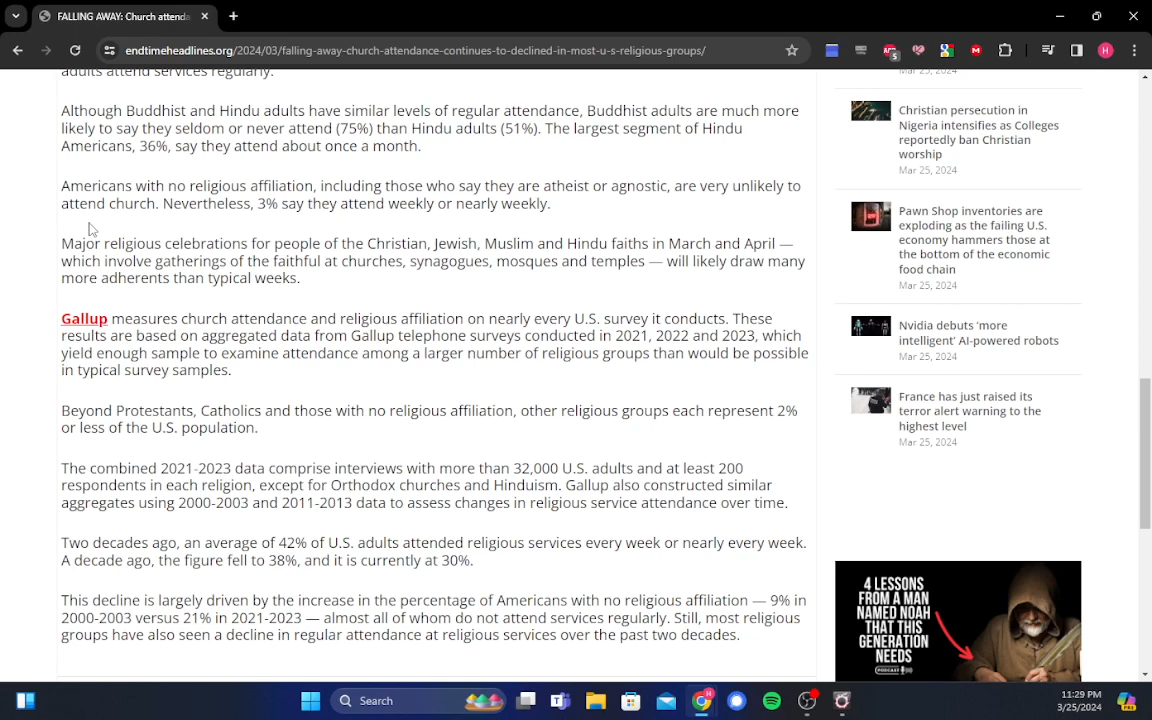 FALLING AWAY: Church attenda
endtimeheadlines.org/2024/03/falling-away-church-attendance-continues-to-declined-in-most-u-s-religious-groups/
5
H
adults attend services regularly.
Although Buddhist and Hindu adults have similar levels of regular attendance, Buddhist adults are much more
likely to say they seldom or never attend (75%) than Hindu adults (51%). The largest segment of Hindu
Americans, 36%, say they attend about once a month.
Americans with no religious affiliation, including those who say they are atheist or agnostic, are very unlikely to
attend church. Nevertheless, 3% say they attend weekly or nearly weekly.
Major religious celebrations for people of the Christian, Jewish, Muslim and Hindu faiths in March and April —
which involve gatherings of the faithful at churches, synagogues, mosques and temples — will likely draw many
more adherents than typical weeks.
Gallup measures church attendance and religious affiliation on nearly every U.S. survey it conducts. These
results are based on aggregated data from Gallup telephone surveys conducted in 2021, 2022 and 2023, which
yield enough sample to examine attendance among a larger number of religious groups than would be possible
in typical survey samples.
Beyond Protestants, Catholics and those with no religious affiliation, other religious groups each represent 2%
or less of the U.S. population.
The combined 2021-2023 data comprise interviews with more than 32,000 U.S. adults and at least 200
respondents in each religion, except for Orthodox churches and Hinduism. Gallup also constructed similar
aggregates using 2000-2003 and 2011-2013 data to assess changes in religious service attendance over time.
Two decades ago, an average of 42% of U.S. adults attended religious services every week or nearly every week.
A decade ago, the figure fell to 38%, and it is currently at 30%.
This decline is largely driven by the increase in the percentage of Americans with no religious affiliation — 9% in
2000-2003 versus 21% in 2021-2023 — almost all of whom do not attend services regularly. Still, most religious
groups have also seen a decline in regular attendance at religious services over the past two decades.
Mar 25, 2024
Christian persecution in
Nigeria intensifies as Colleges
reportedly ban Christian
worship
Mar 25, 2024
Pawn Shop inventories are
exploding as the failing U.S.
economy hammers those at
the bottom of the economic
food chain
Mar 25, 2024
Nvidia debuts 'more
intelligent' AI-powered robots
Mar 25, 2024
France has just raised its
terror alert warning to the
highest level
Mar 25, 2024
4 LESSONS
FROM A MAN
NAMED NOAH
THAT THIS
GENERATION
NEEDS
PODCAST
Search
11:29 PM
3/25/2024